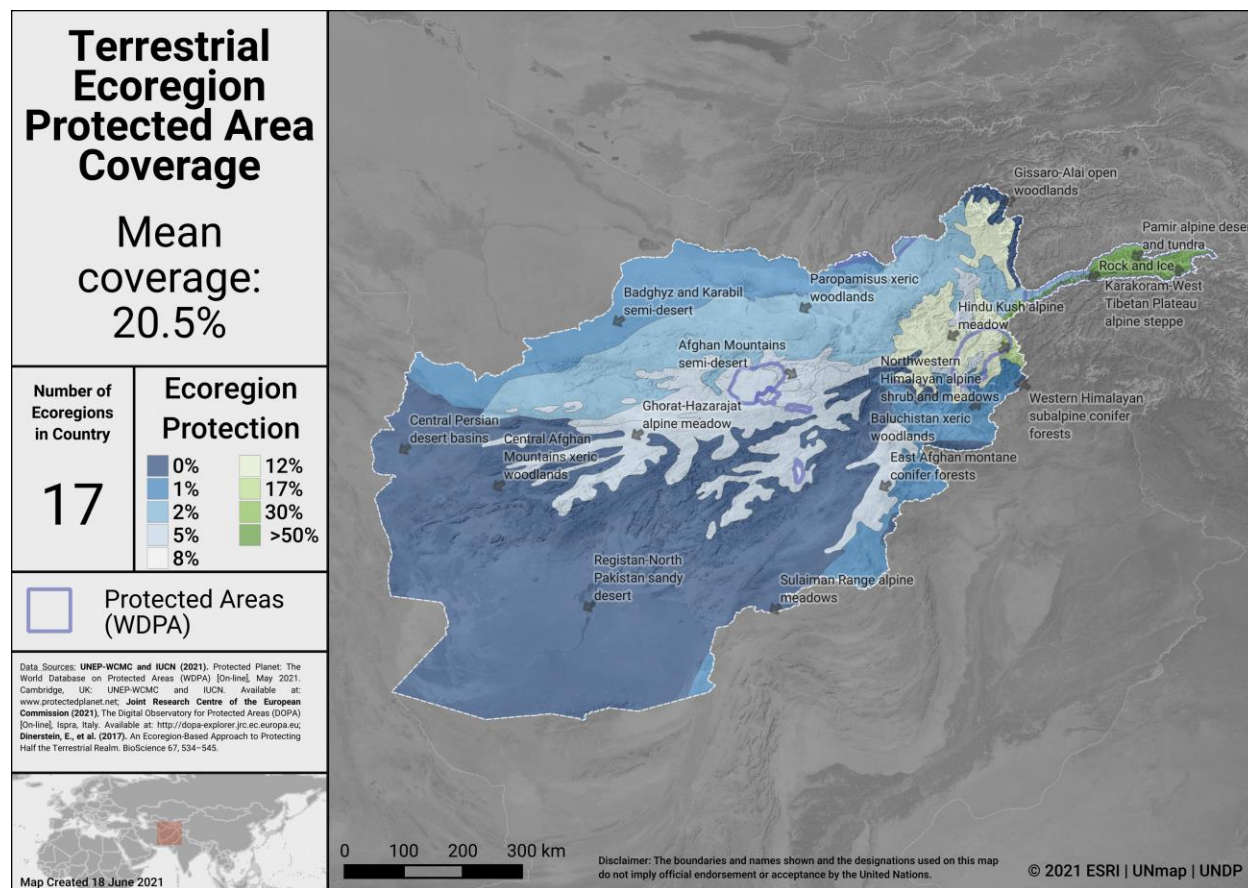 Terrestrial
Ecoregion
Protected Area
Coverage
Mean
coverage:
20.5%
Number of
Ecoregions
in Country
17
Ecoregion
Protection
0%
1%
2%
5%
8%
12%
17%
30%
>50%
Protected Areas
(WDPA)
Data Sources: UNEP-WCMC and IUCN (2021). Protected Planet: The
World Database on Protected Areas (WDPA) [On-line], May 2021.
Cambridge, UK: UNEP-WCMC and IUCN. Available at:
www.protectedplanet.net; Joint Research Centre of the European
Commission (2021), The Digital Observatory for Protected Areas (DOPA)
[On-line], Ispra, Italy. Available at: http://dopa-explorer.jrc.ec.europa.eu;
Dinerstein, E., et al. (2017). An Ecoregion-Based Approach to Protecting
Half the Terrestrial Realm. BioScience 67, 534–545.
Map Created 18 June 2021
Gissaro-Alai open
woodlands
Pamir alpine desert
and tundra
Rock and Ice
Karakoram-West
Tibetan Plateau
alpine steppe
Paropamisus xeric
woodlands
Badghyz and Karabil
semi-desert
Hindu Kush alpine
meadow
Afghan Mountains
semi-desert
Northwestern
Himalayan alpine
shrub and meadows
Western Himalayan
subalpine conifer
forests
Ghorat-Hazarajat
alpine meadow
Baluchistan xeric
woodlands
Central Persian
desert basins
Central Afghan
Mountains xeric
woodlands
East Afghan montane
conifer forests
Registan-North
Pakistan sandy
desert
Sulaiman Range alpine
meadows
0 100 200 300 km
Disclaimer: The boundaries and names shown and the designations used on this map
do not imply official endorsement or acceptance by the United Nations.
© 2021 ESRI | UNmap | UNDP